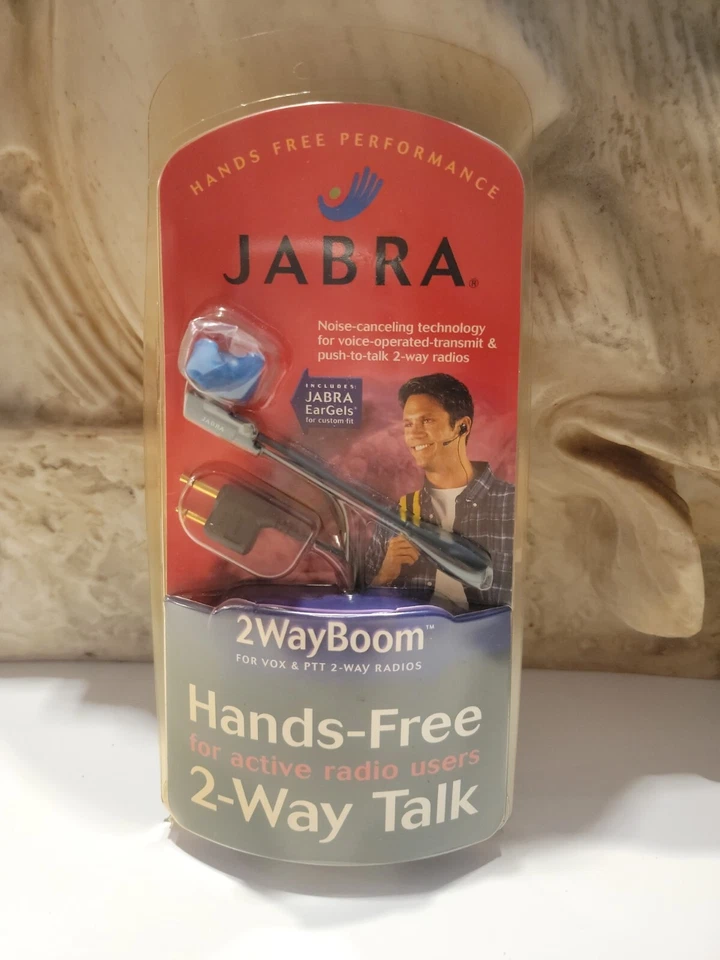 HANDS FREE PERFORMANCE
JABRA®
Noise-canceling technology
for voice-operated-transmit &
push-to-talk 2-way radios
INCLUDES:
JABRA
EarGels®
for custom fit
JABRA
2WayBoom™
FOR VOX & PTT 2-WAY RADIOS
Hands-Free
for active radio users
2-Way Talk